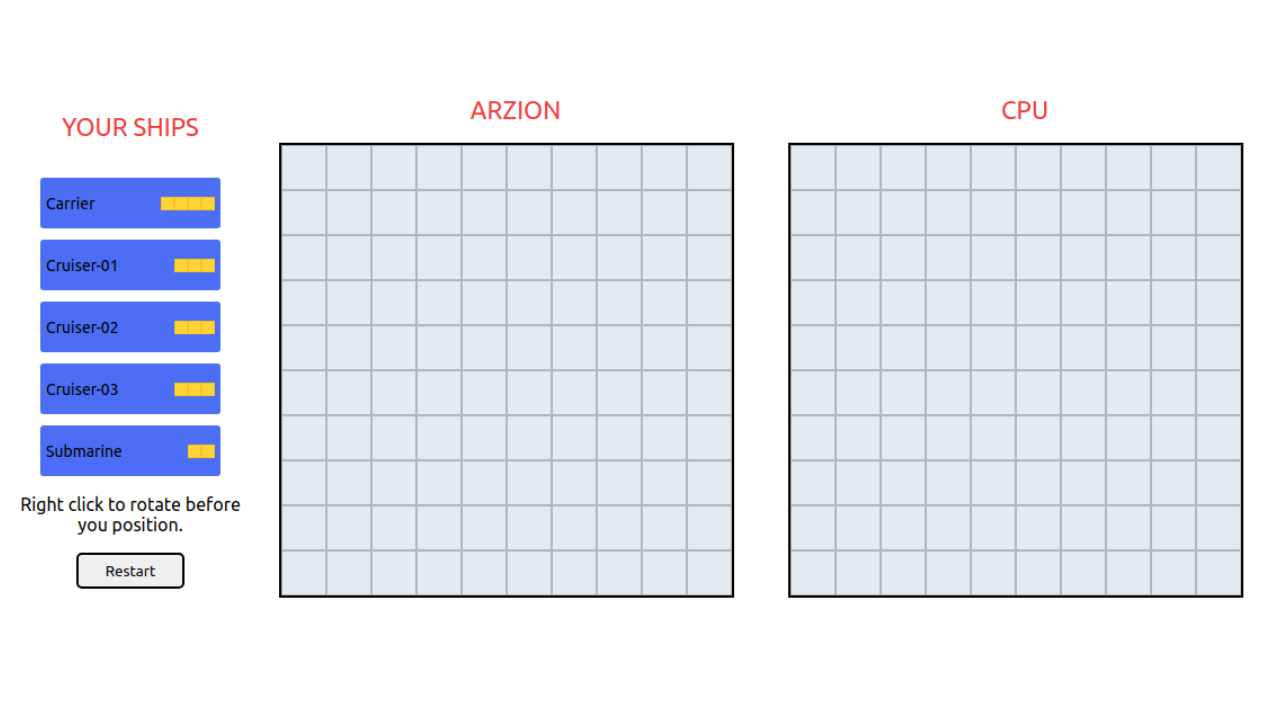 YOUR SHIPS
Carrier
Cruiser-01
Cruiser-02
Cruiser-03
Submarine
Right click to rotate before
you position.
Restart
ARZION
CPU